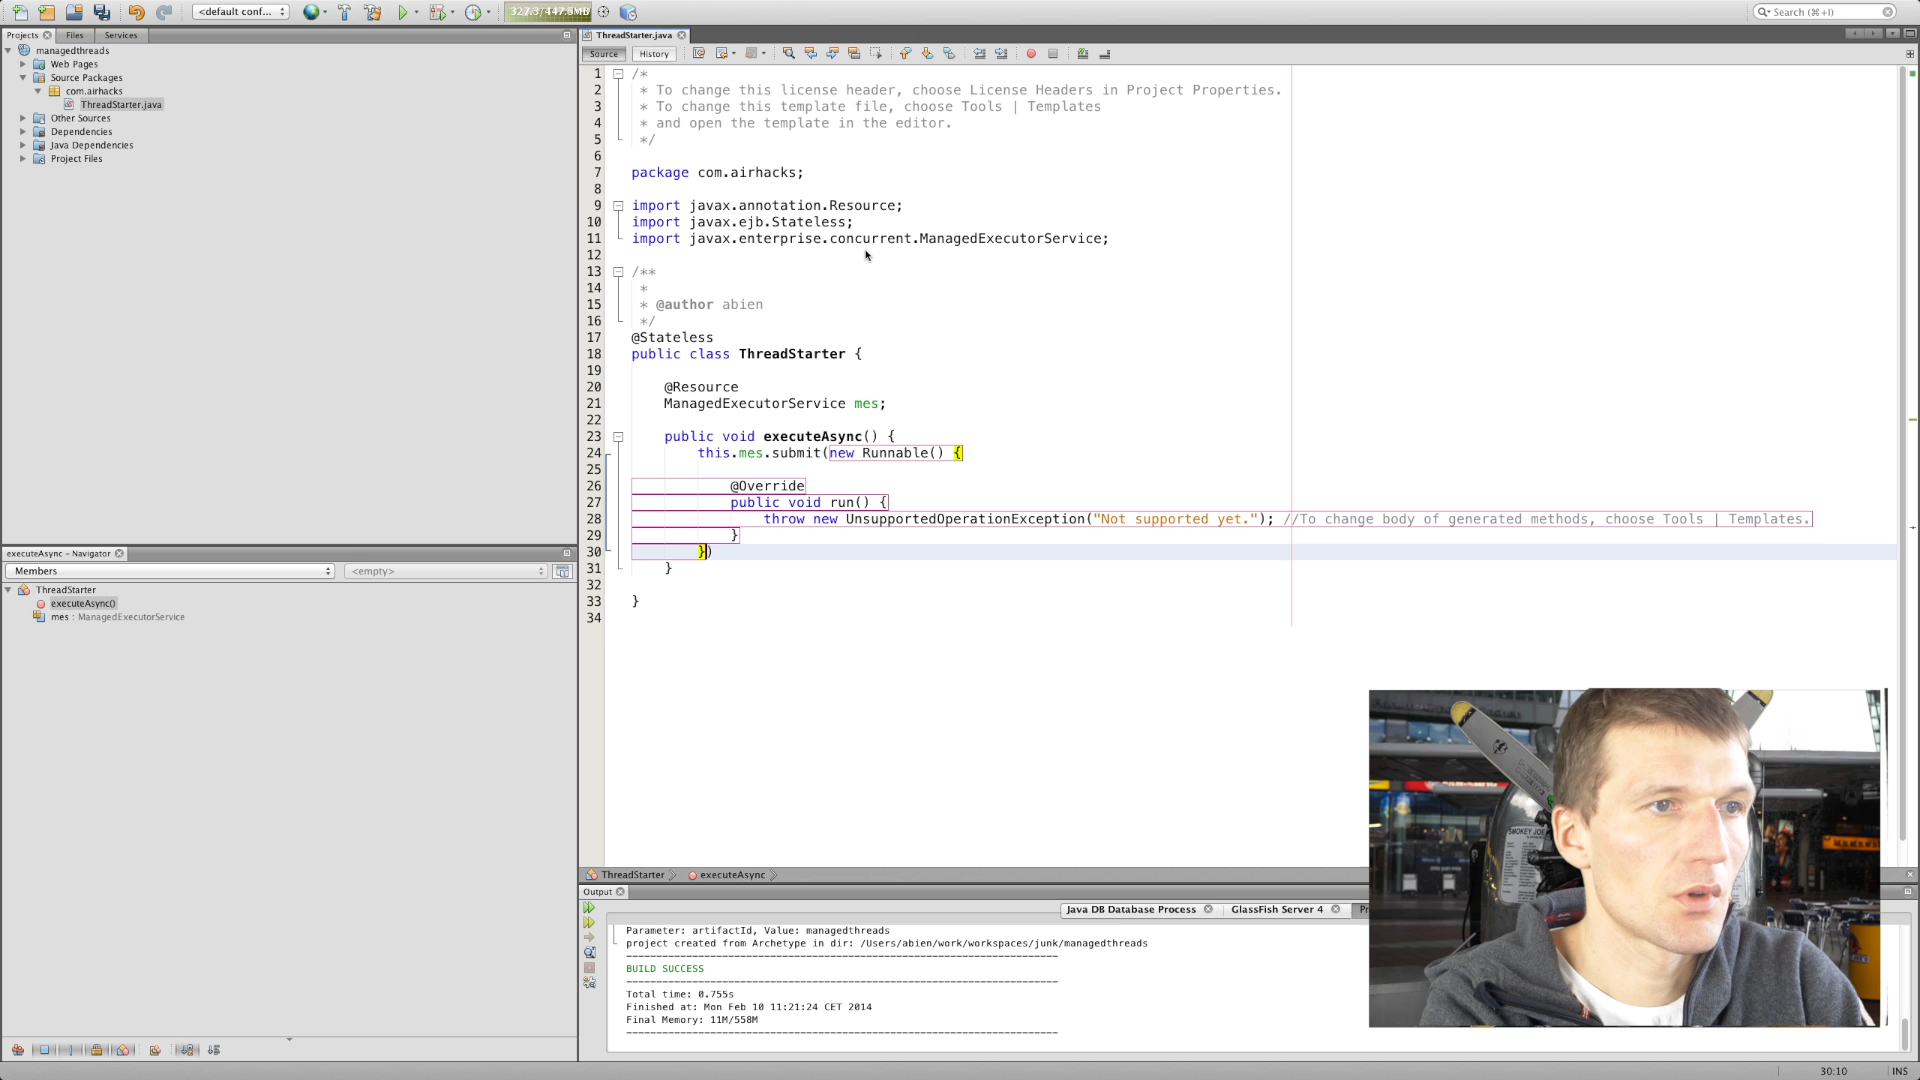 <default conf...
327.3/447.5MB
Search (⌘+I)
Projects
Files
Services
managedthreads
Web Pages
Source Packages
com.airhacks
ThreadStarter.java
Other Sources
Dependencies
Java Dependencies
Project Files
executeAsync - Navigator
Members
<empty>
ThreadStarter
executeAsync()
mes : ManagedExecutorService
ThreadStarter.java
Source
History
1 /*
2 * To change this license header, choose License Headers in Project Properties.
3 * To change this template file, choose Tools | Templates
4 * and open the template in the editor.
5 */
6
7 package com.airhacks;
8
9 import javax.annotation.Resource;
10 import javax.ejb.Stateless;
11 import javax.enterprise.concurrent.ManagedExecutorService;
12
13 /**
14 *
15 * @author abien
16 */
17 @Stateless
18 public class ThreadStarter {
19
20 @Resource
21 ManagedExecutorService mes;
22
23 public void executeAsync() {
24 this.mes.submit(new Runnable() {
25
26 @Override
27 public void run() {
28 throw new UnsupportedOperationException("Not supported yet."); //To change body of generated methods, choose Tools | Templates.
29 }
30 })
31 }
32
33 }
34
ThreadStarter
executeAsync
Output
Java DB Database Process
GlassFish Server 4
Parameter: artifactId, Value: managedthreads
project created from Archetype in dir: /Users/abien/work/workspaces/junk/managedthreads
------------------------------------------------------------------------
BUILD SUCCESS
------------------------------------------------------------------------
Total time: 0.755s
Finished at: Mon Feb 10 11:21:24 CET 2014
Final Memory: 11M/558M
------------------------------------------------------------------------
SMOKEY JOE
30:10
INS